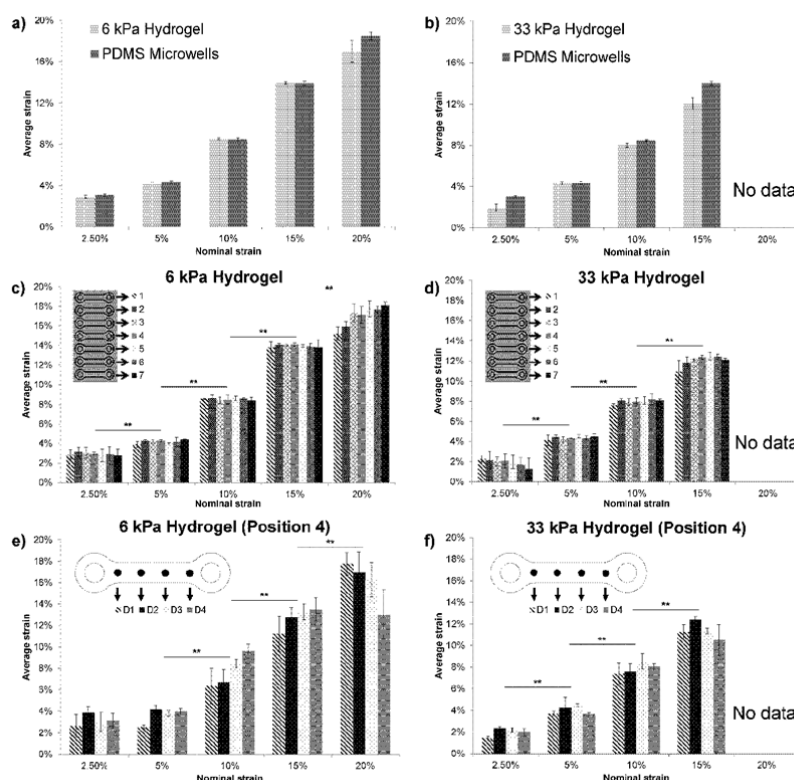 a)
20%
16%
12%
8%
4%
0%
Average strain
6 kPa Hydrogel
PDMS Microwells
2.50% 5% 10% 15% 20%
Nominal strain
b)
20%
16%
12%
8%
4%
0%
Average strain
33 kPa Hydrogel
PDMS Microwells
No data
2.50% 5% 10% 15% 20%
Nominal strain
c)
6 kPa Hydrogel
20%
18%
16%
14%
12%
10%
8%
6%
4%
2%
0%
Average strain
1
2
3
4
5
6
7
**
**
**
**
2.50% 5% 10% 15% 20%
Nominal strain
d)
33 kPa Hydrogel
20%
18%
16%
14%
12%
10%
8%
6%
4%
2%
0%
Average strain
1
2
3
4
5
6
7
**
**
**
No data
2.50% 5% 10% 15% 20%
Nominal strain
e)
6 kPa Hydrogel (Position 4)
18%
16%
14%
12%
10%
8%
4%
2%
0%
Average strain
D1 D2 D3 D4
**
**
**
2.50% 5% 10% 15% 20%
Nominal strain
f)
33 kPa Hydrogel (Position 4)
18%
16%
14%
12%
10%
8%
6%
4%
2%
0%
Average strain
D1 D2 D3 D4
**
**
**
No data
2.50% 5% 10% 15% 20%
Nominal strain